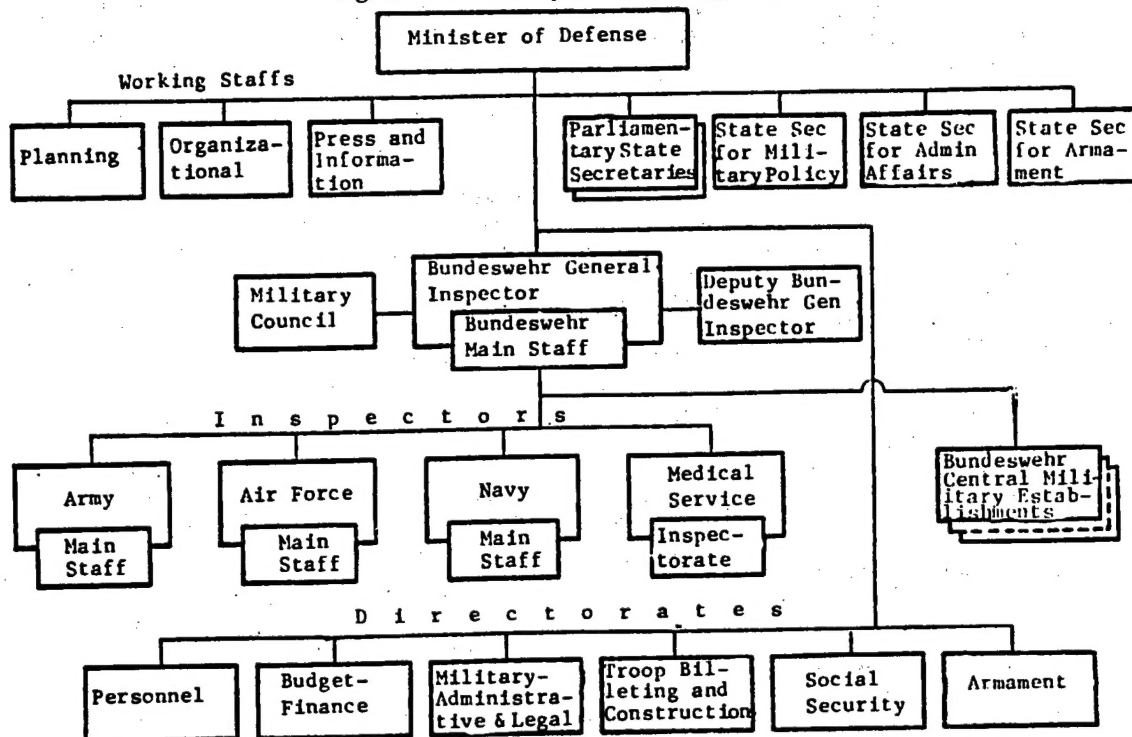 Minister of Defense
Working Staffs
Planning
Organiza-
tional
Press and
Informa-
tion
Parliamen-
tary State
Secretaries
State Sec
for Mili-
tary Policy
State Sec
for Admin
Affairs
State Sec
for Arma-
ment
Military
Council
Bundeswehr General
Inspector
Bundeswehr
Main Staff
Deputy Bun-
deswehr Gen
Inspector
Inspectors
Army
Main
Staff
Air Force
Main
Staff
Navy
Main
Staff
Medical
Service
Inspec-
torate
Bundeswehr
Central Mili-
tary Estab-
lishments
Directorates
Personnel
Budget-
Finance
Military-
Administra-
tive & Legal
Troop Bil-
leting and
Construction
Social
Security
Armament